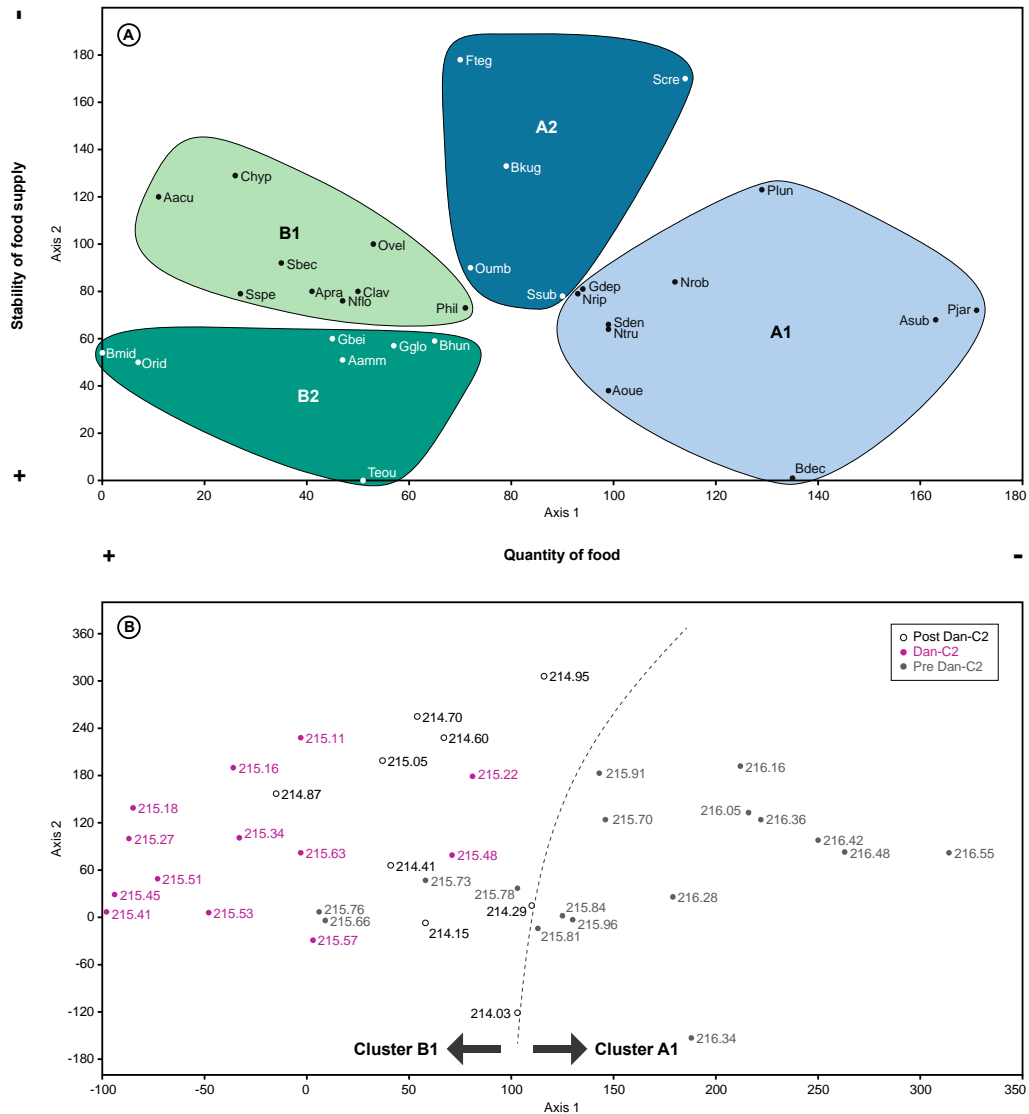 -
Stability of food supply
+
A
Axis 2
180
160
140
120
100
80
60
40
20
0
Fteg
Scre
A2
Bkug
Chyp
Aacu
Plun
B1
Ovel
Oumb
Sbec
Nrob
Gdep
Nrip
Ssub
Sspe
Apra
Clav
Nflo
Phil
Pjar
Asub
Sden
Ntru
A1
Gbei
Gglo
Bhun
Bmid
Orid
Aamm
B2
Aoue
Teou
Bdec
0 20 40 60 80 100 120 140 160 180
Axis 1
+ Quantity of food -
B
Axis 2
360
300
240
180
120
60
0
-60
-120
-180
Post Dan-C2
Dan-C2
Pre Dan-C2
214.95
214.70
214.60
215.11
215.05
215.16
215.22
214.87
215.91
216.16
215.18
215.70
216.05
216.36
215.27
215.34
216.42
216.48
216.55
215.63
215.48
214.41
215.51
215.73
215.45
215.78
216.28
215.41
215.53
215.76
215.66
214.29
215.84
215.96
214.15
215.81
215.57
214.03
216.34
Cluster B1
Cluster A1
-100 -50 0 50 100 150 200 250 300 350
Axis 1